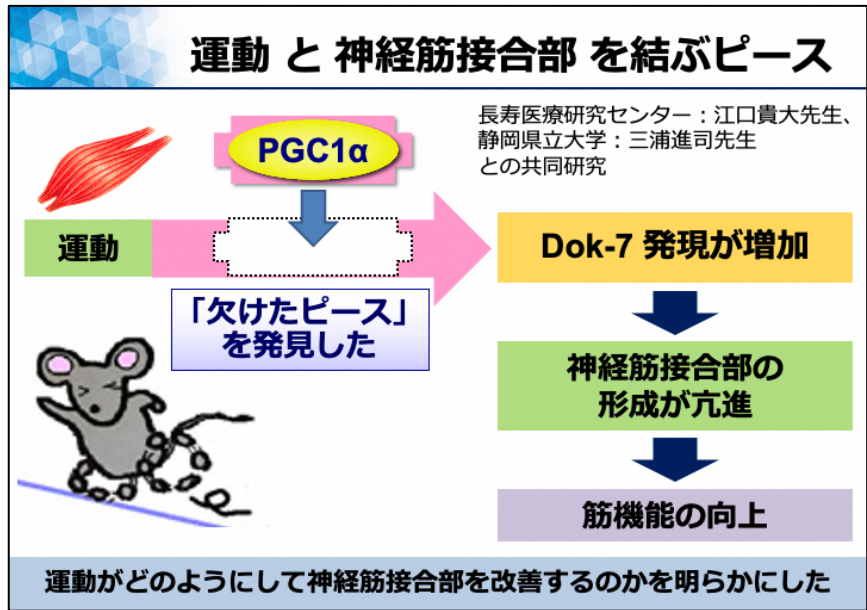 運動 と 神経筋接合部 を結ぶピース
長寿医療研究センター：江口貴大先生、
静岡県立大学：三浦進司先生
との共同研究
PGC1α
運動
「欠けたピース」
を発見した
Dok-7 発現が増加
神経筋接合部の
形成が亢進
筋機能の向上
運動がどのようにして神経筋接合部を改善するのかを明らかにした